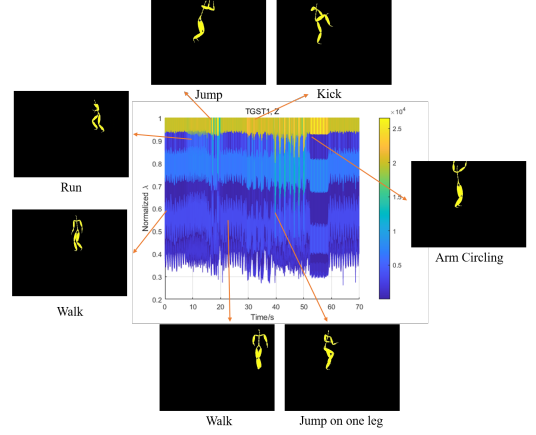 Jump
Kick
TGST1, Z
×10⁴
1
0.9
0.8
0.7
0.6
0.5
0.4
0.3
0.2
Normalized λ
0
10
20
30
40
50
60
70
Time/s
2.5
2
1.5
1
0.5
Run
Walk
Arm Circling
Walk
Jump on one leg